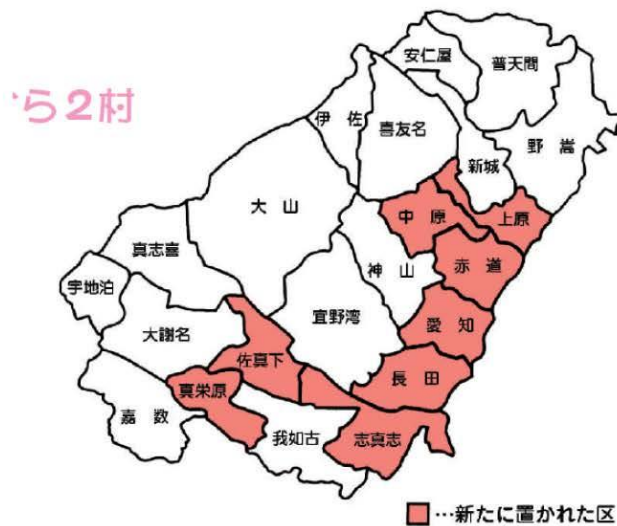 ら2村
安仁屋
普天間
伊佐
喜友名
野嵩
新城
大山
中原
上原
真志喜
神山
赤道
宇地泊
宜野湾
愛知
大謝名
佐真下
長田
真栄原
嘉数
我如古
志真志
…新たに置かれた区